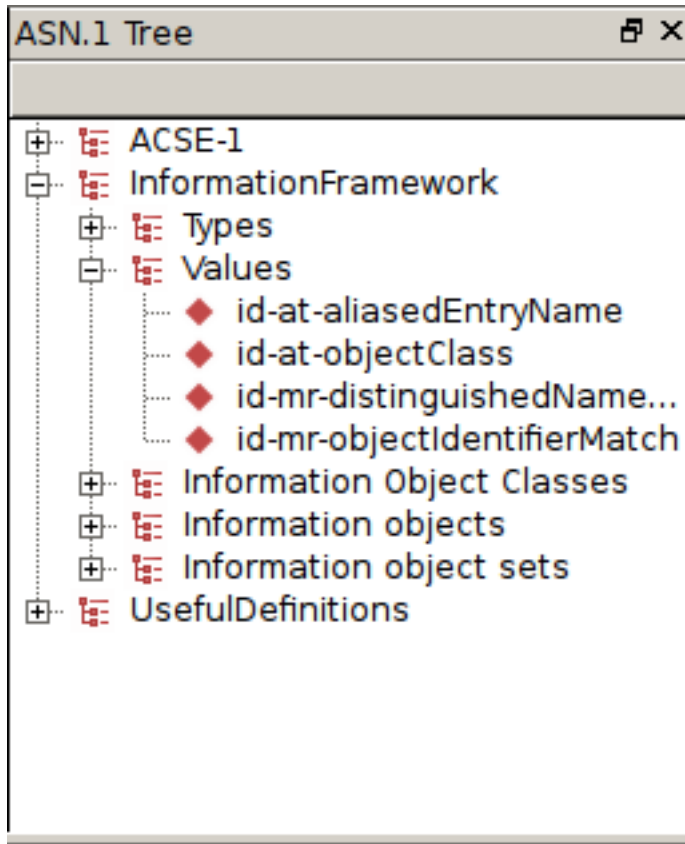 ASN.1 Tree
ACSE-1
InformationFramework
Types
Values
id-at-aliasedEntryName
id-at-objectClass
id-mr-distinguishedName...
id-mr-objectIdentifierMatch
Information Object Classes
Information objects
Information object sets
UsefulDefinitions